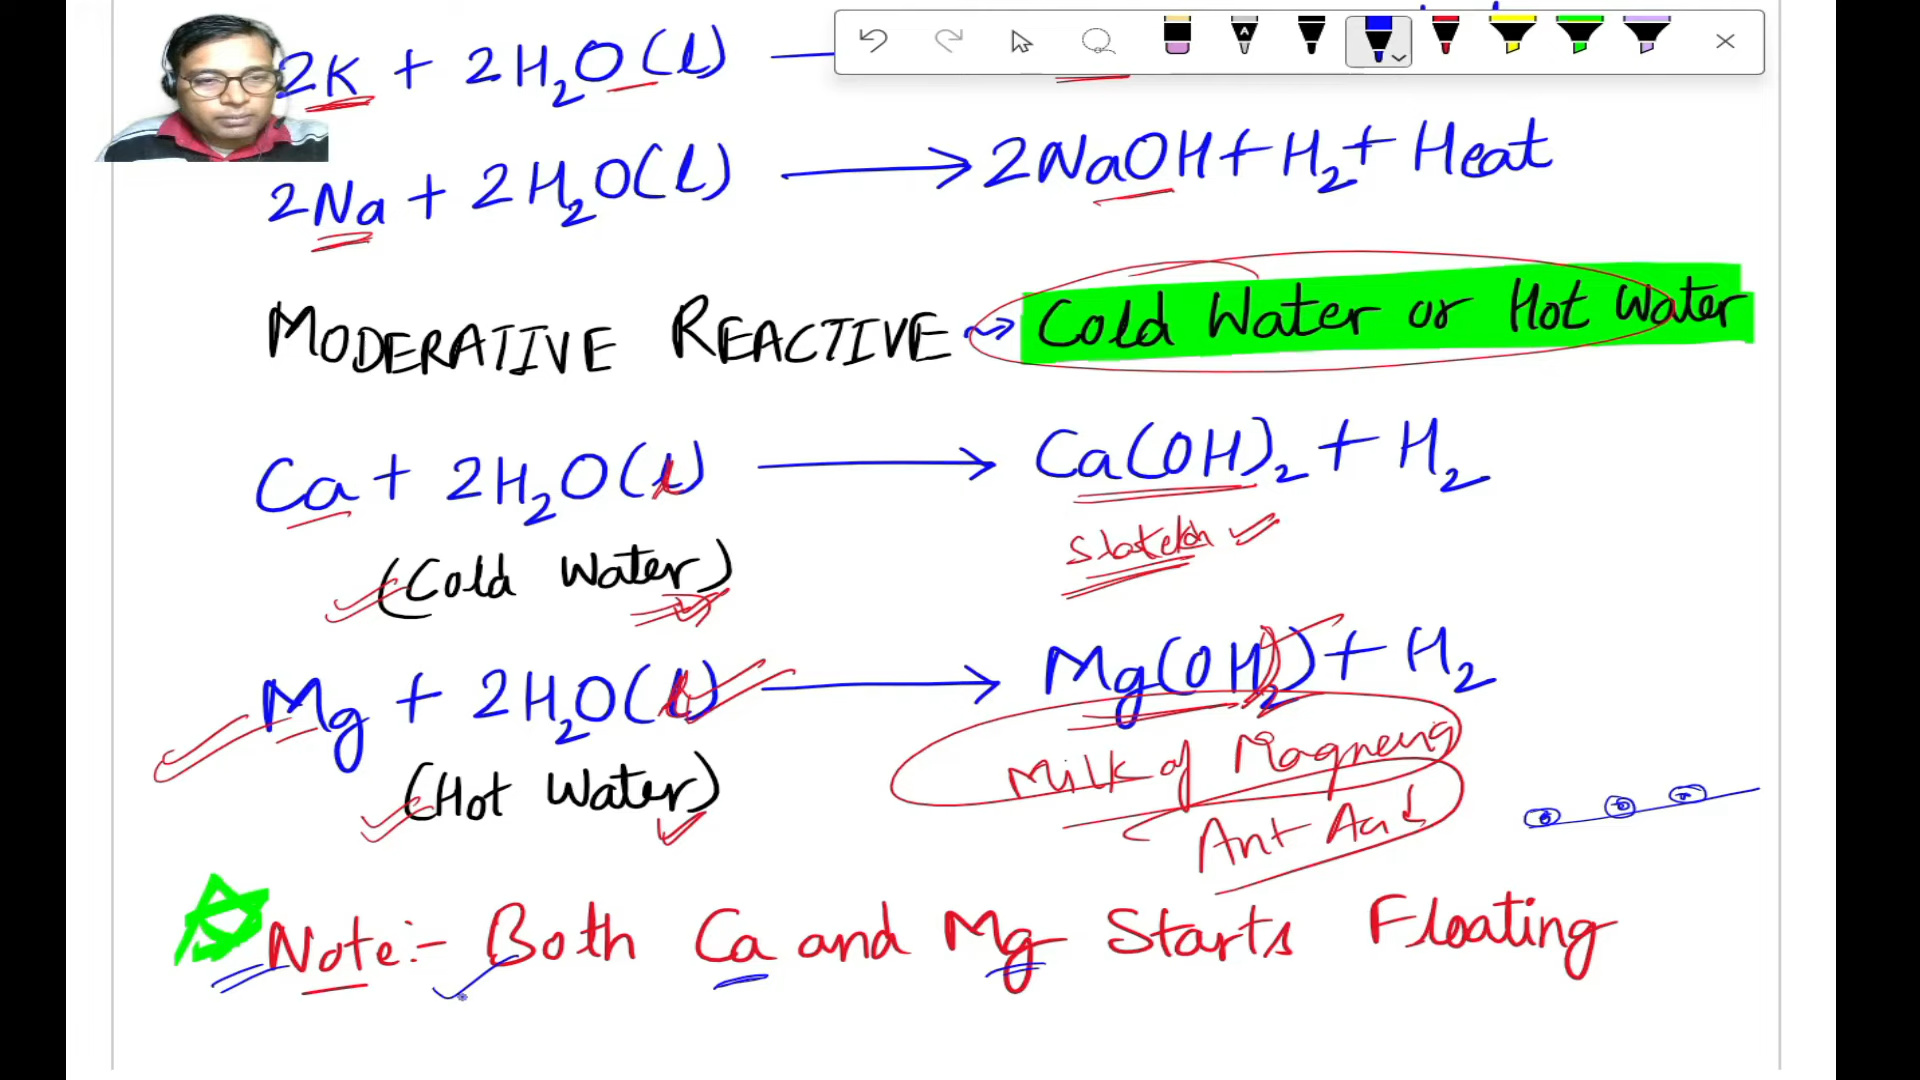 2K + 2H₂O(l) —
2Na + 2H₂O(l) ⟶ 2NaOH + H₂ + Heat
MODERATIVE REACTIVE → Cold Water or Hot Water
Ca + 2H₂O(l) ⟶ Ca(OH)₂ + H₂
(Cold Water)
Mg + 2H₂O(l) ⟶ Mg(OH)₂ + H₂
Milk of
(Hot Water)
Ant
Note:- Both Ca and Mg Starts Floating